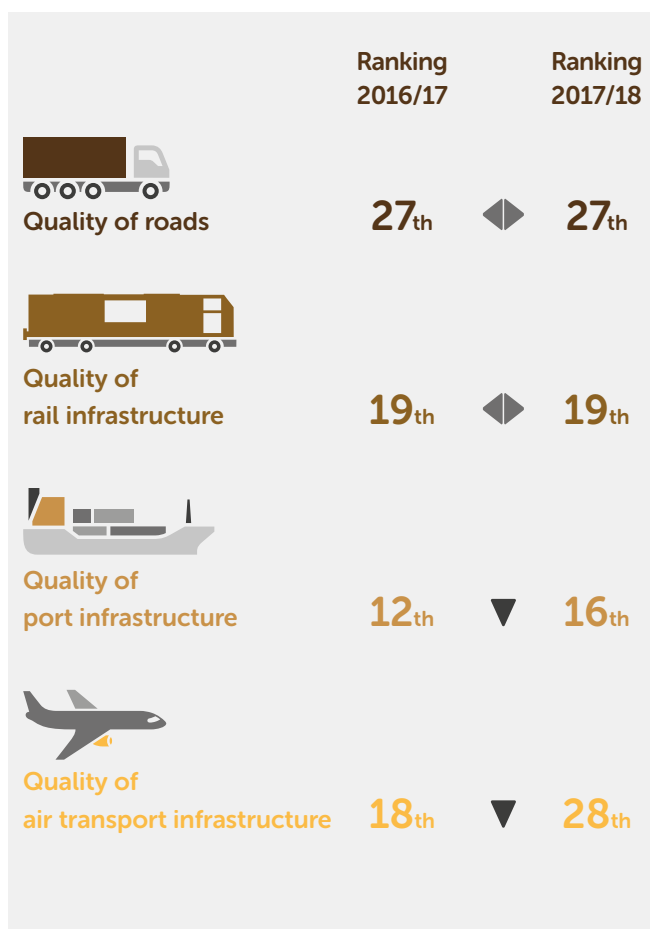 Ranking Ranking
2016/17 2017/18
Quality of roads 27th 27th
Quality of
rail infrastructure 19th 19th
Quality of
port infrastructure 12th 16th
Quality of
air transport infrastructure 18th 28th